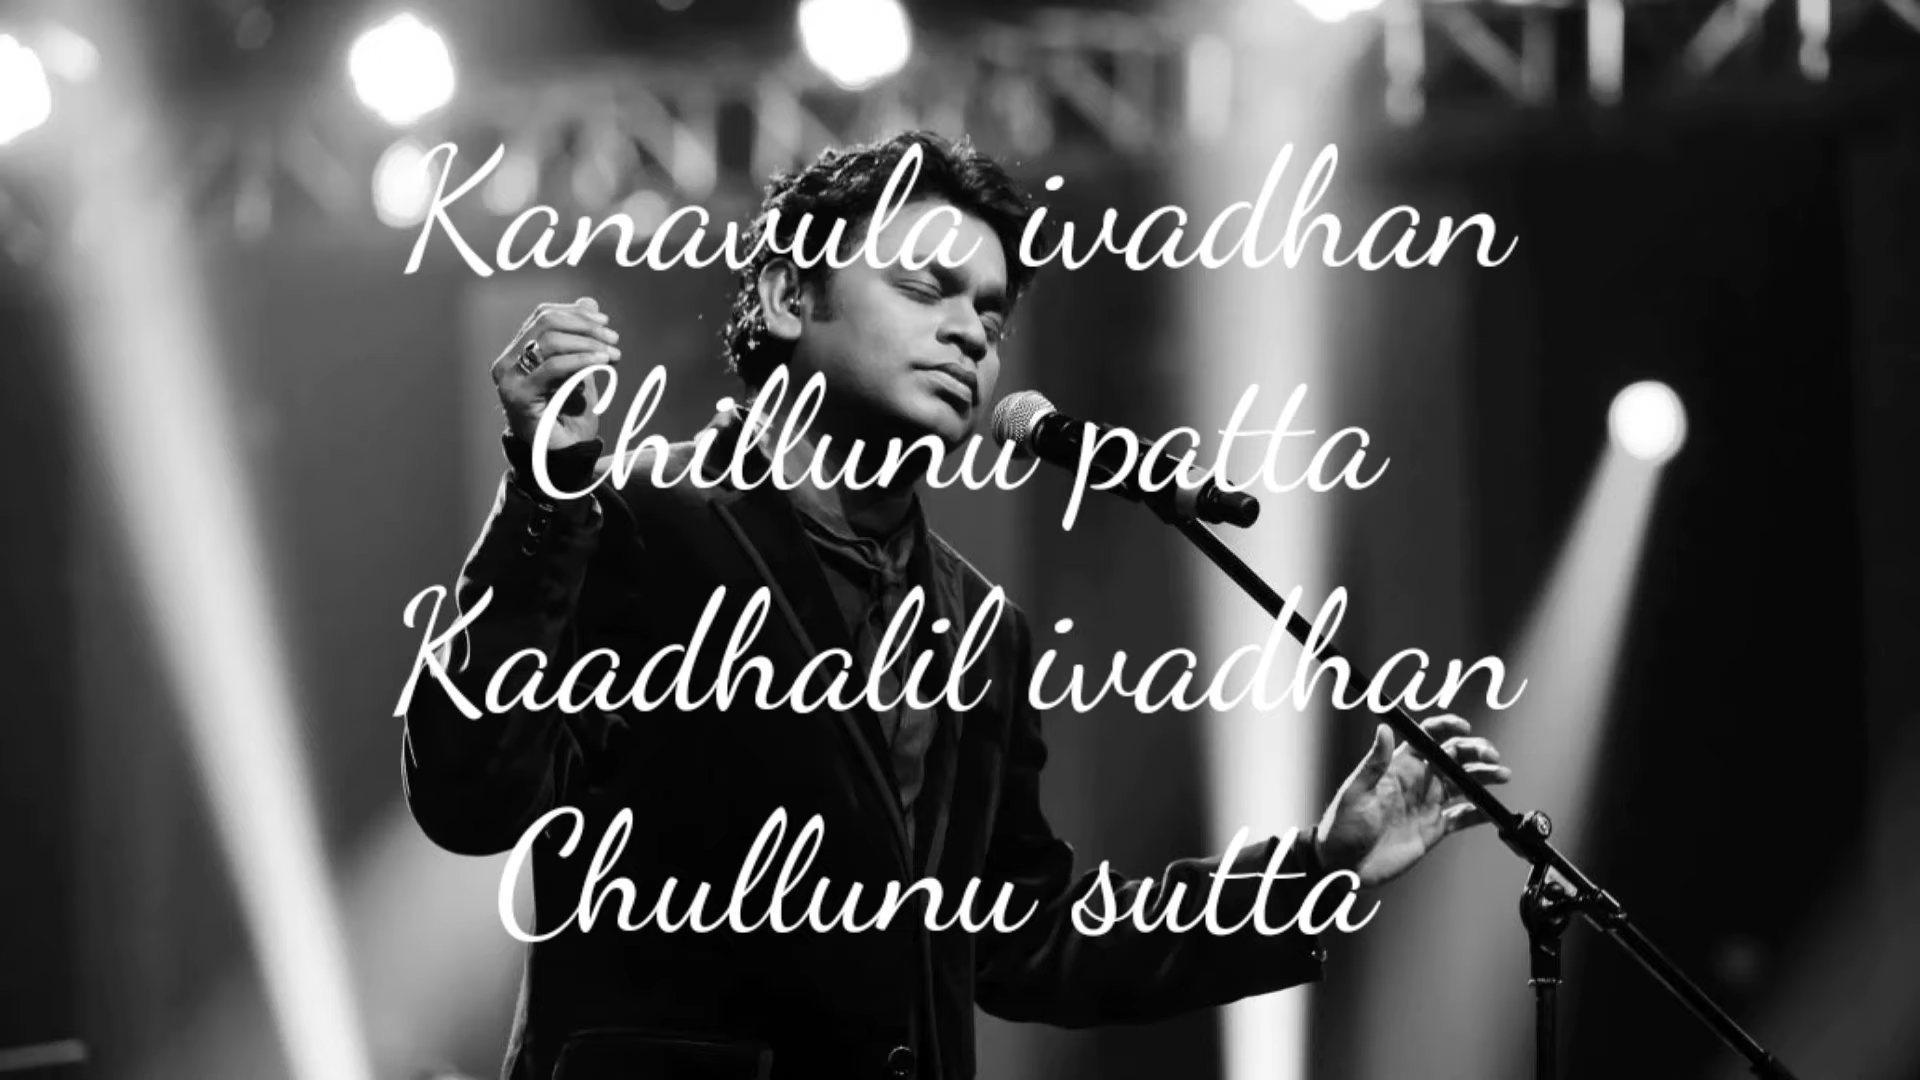 Kanavula ivadhan
Chillunu patta
Kaadhalil ivadhan
Chullunu sutta